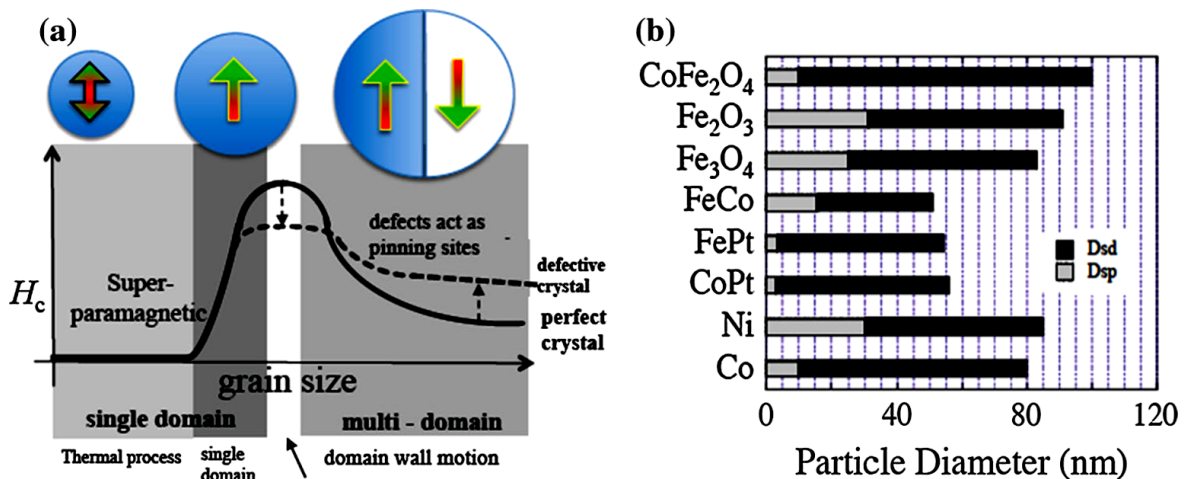 (a)
H_c
Super-
paramagnetic
defects act as
pinning sites
defective
crystal
perfect
crystal
grain size
single domain
multi - domain
Thermal process
single
domain
domain wall motion
(b)
CoFe₂O₄
Fe₂O₃
Fe₃O₄
FeCo
FePt
CoPt
Ni
Co
Dsd
Dsp
0 40 80 120
Particle Diameter (nm)